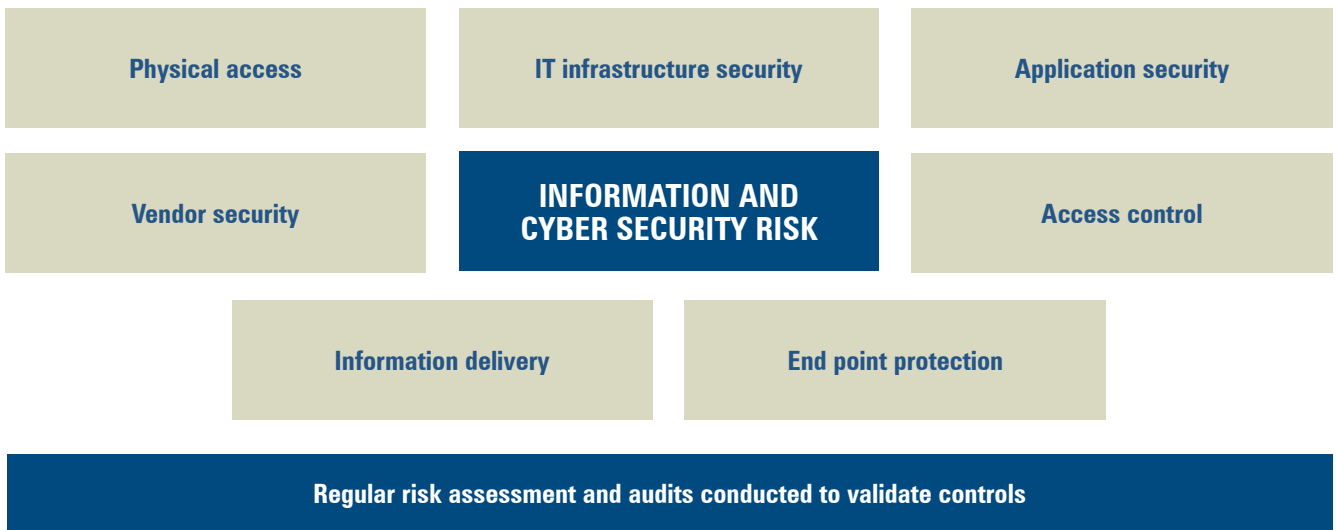 Physical access
IT infrastructure security
Application security
Vendor security
INFORMATION AND
CYBER SECURITY RISK
Access control
Information delivery
End point protection
Regular risk assessment and audits conducted to validate controls